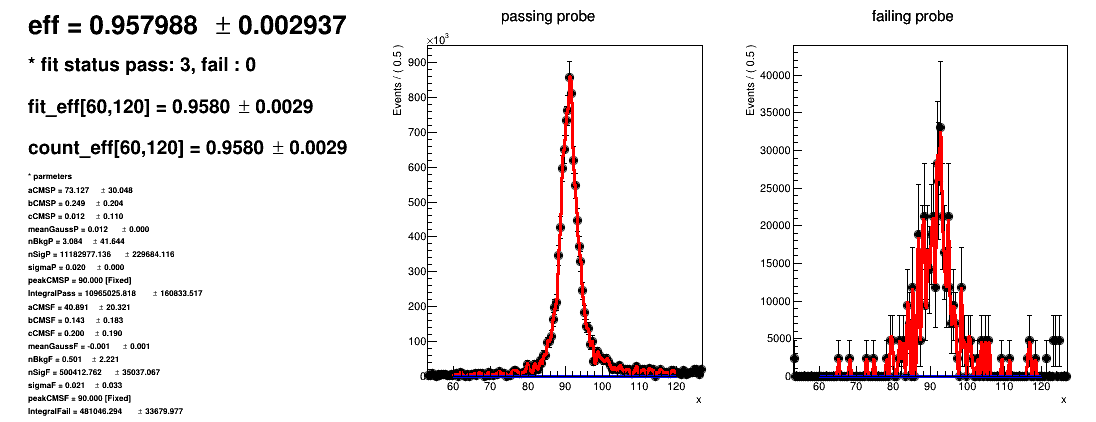 eff = 0.957988 ± 0.002937
* fit status pass: 3, fail : 0
fit_eff[60,120] = 0.9580 ± 0.0029
count_eff[60,120] = 0.9580 ± 0.0029
* parmeters
aCMSP = 73.127 ± 30.048
bCMSP = 0.249 ± 0.204
cCMSP = 0.012 ± 0.110
meanGaussP = 0.012 ± 0.000
nBkgP = 3.084 ± 41.644
nSigP = 11182977.136 ± 229684.116
sigmaP = 0.020 ± 0.000
peakCMSP = 90.000 [Fixed]
IntegralPass = 10965025.818 ± 160833.517
aCMSF = 40.891 ± 20.321
bCMSF = 0.143 ± 0.183
cCMSF = 0.200 ± 0.190
meanGaussF = -0.001 ± 0.001
nBkgF = 0.501 ± 2.221
nSigF = 500412.762 ± 35037.067
sigmaF = 0.021 ± 0.033
peakCMSF = 90.000 [Fixed]
IntegralFail = 481046.294 ± 33679.977
passing probe
×10³
Events / ( 0.5 )
900
800
700
600
500
400
300
200
100
0
60 70 80 90 100 110 120
x
failing probe
Events / ( 0.5 )
40000
35000
30000
25000
20000
15000
10000
5000
0
60 70 80 90 100 110 120
x